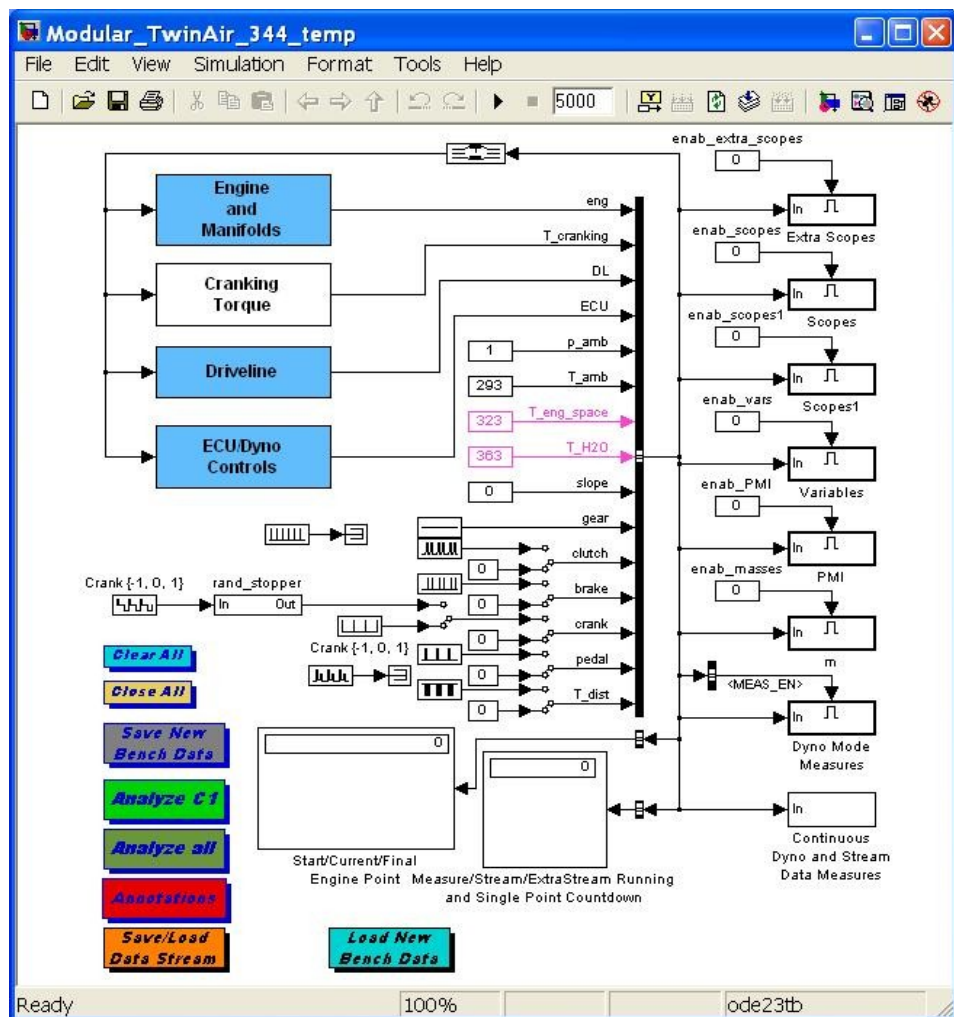 Modular_TwinAir_344_temp
File Edit View Simulation Format Tools Help
5000
enab_extra_scopes
0
Engine
and
Manifolds
eng
In
Extra Scopes
T_cranking
enab_scopes
0
Cranking
Torque
DL
In
Scopes
ECU
enab_scopes1
0
Driveline
1
p_amb
293
T_amb
In
Scopes1
323
T_eng_space
enab_vars
0
ECU/Dyno
Controls
363
T_H2O
In
Variables
0
slope
enab_PMI
0
gear
In
PMI
0
clutch
enab_masses
0
Crank {-1, 0, 1}
rand_stopper
In Out
0
brake
In
m
0
crank
Crank {-1, 0, 1}
0
pedal
<MEAS_EN>
0
T_dist
In
Dyno Mode
Measures
Clear All
Close All
Save New
Bench Data
0
0
Analyze C1
In
Continuous
Dyno and Stream
Data Measures
Analyze all
Start/Current/Final
Engine Point
Measure/Stream/ExtraStream Running
and Single Point Countdown
Annotations
Save/Load
Data Stream
Load New
Bench Data
Ready 100% ode23tb